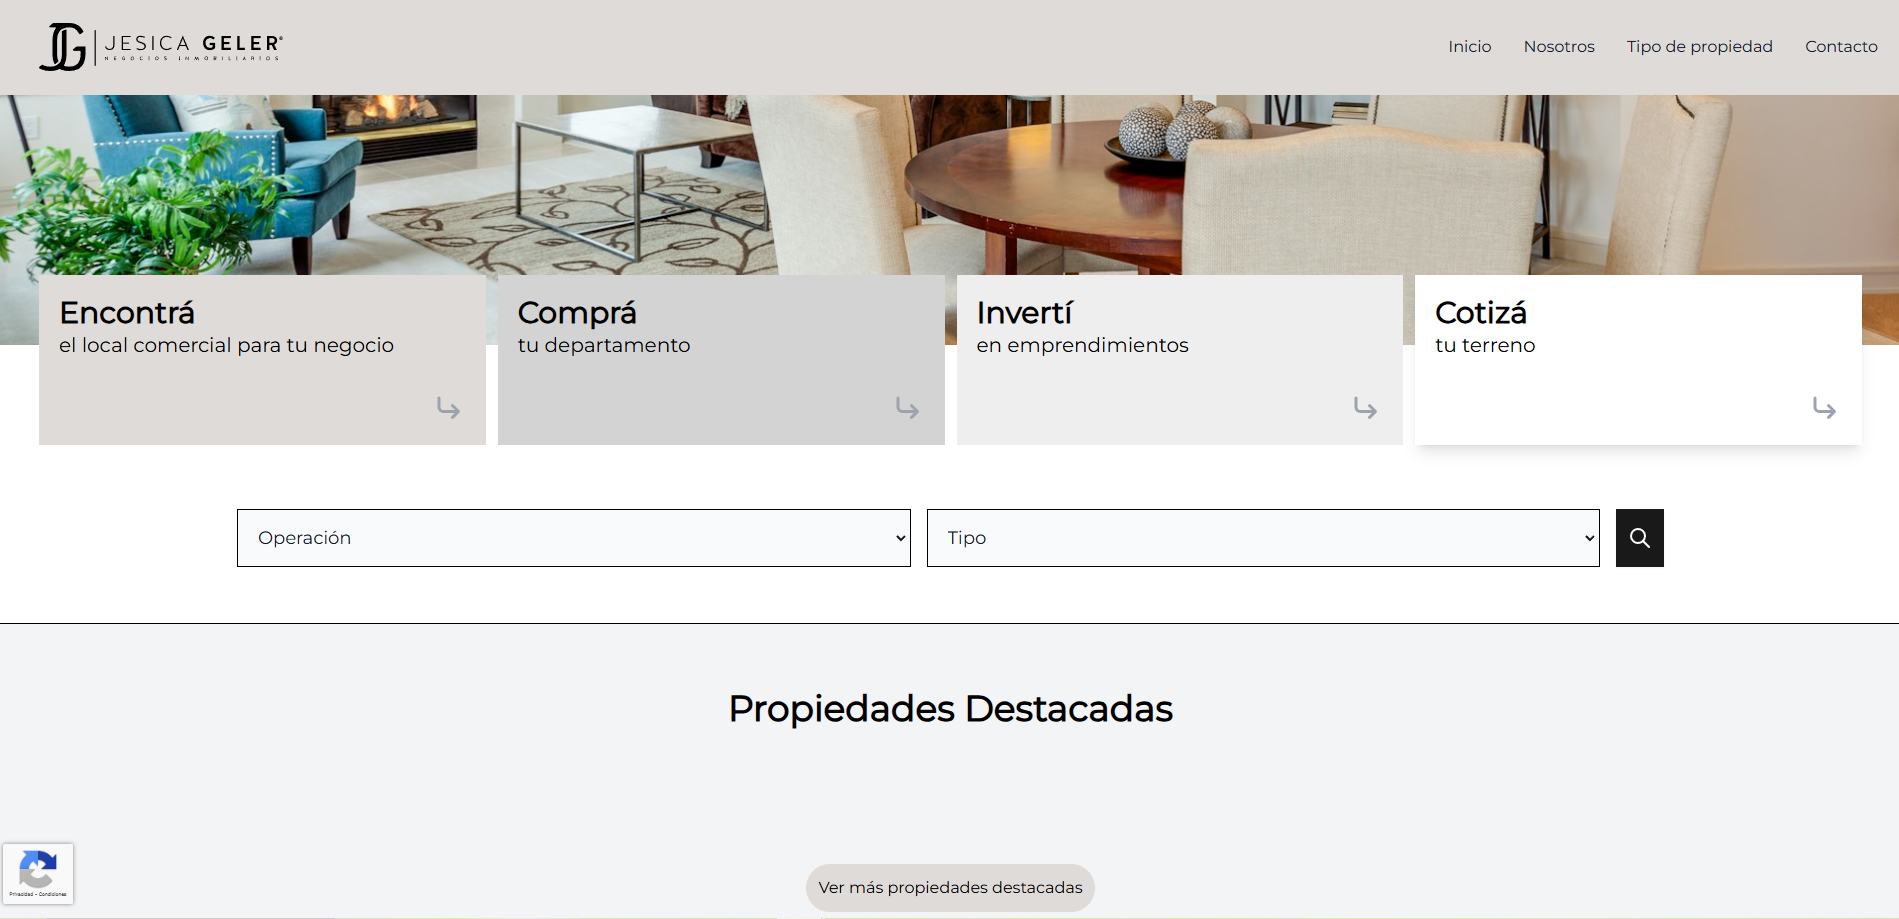 JG JESICA GELER®
NEGOCIOS INMOBILIARIOS
Inicio Nosotros Tipo de propiedad Contacto
Encontrá
el local comercial para tu negocio
Comprá
tu departamento
Invertí
en emprendimientos
Cotizá
tu terreno
Operación
Tipo
Propiedades Destacadas
Ver más propiedades destacadas
Privacidad - Condiciones